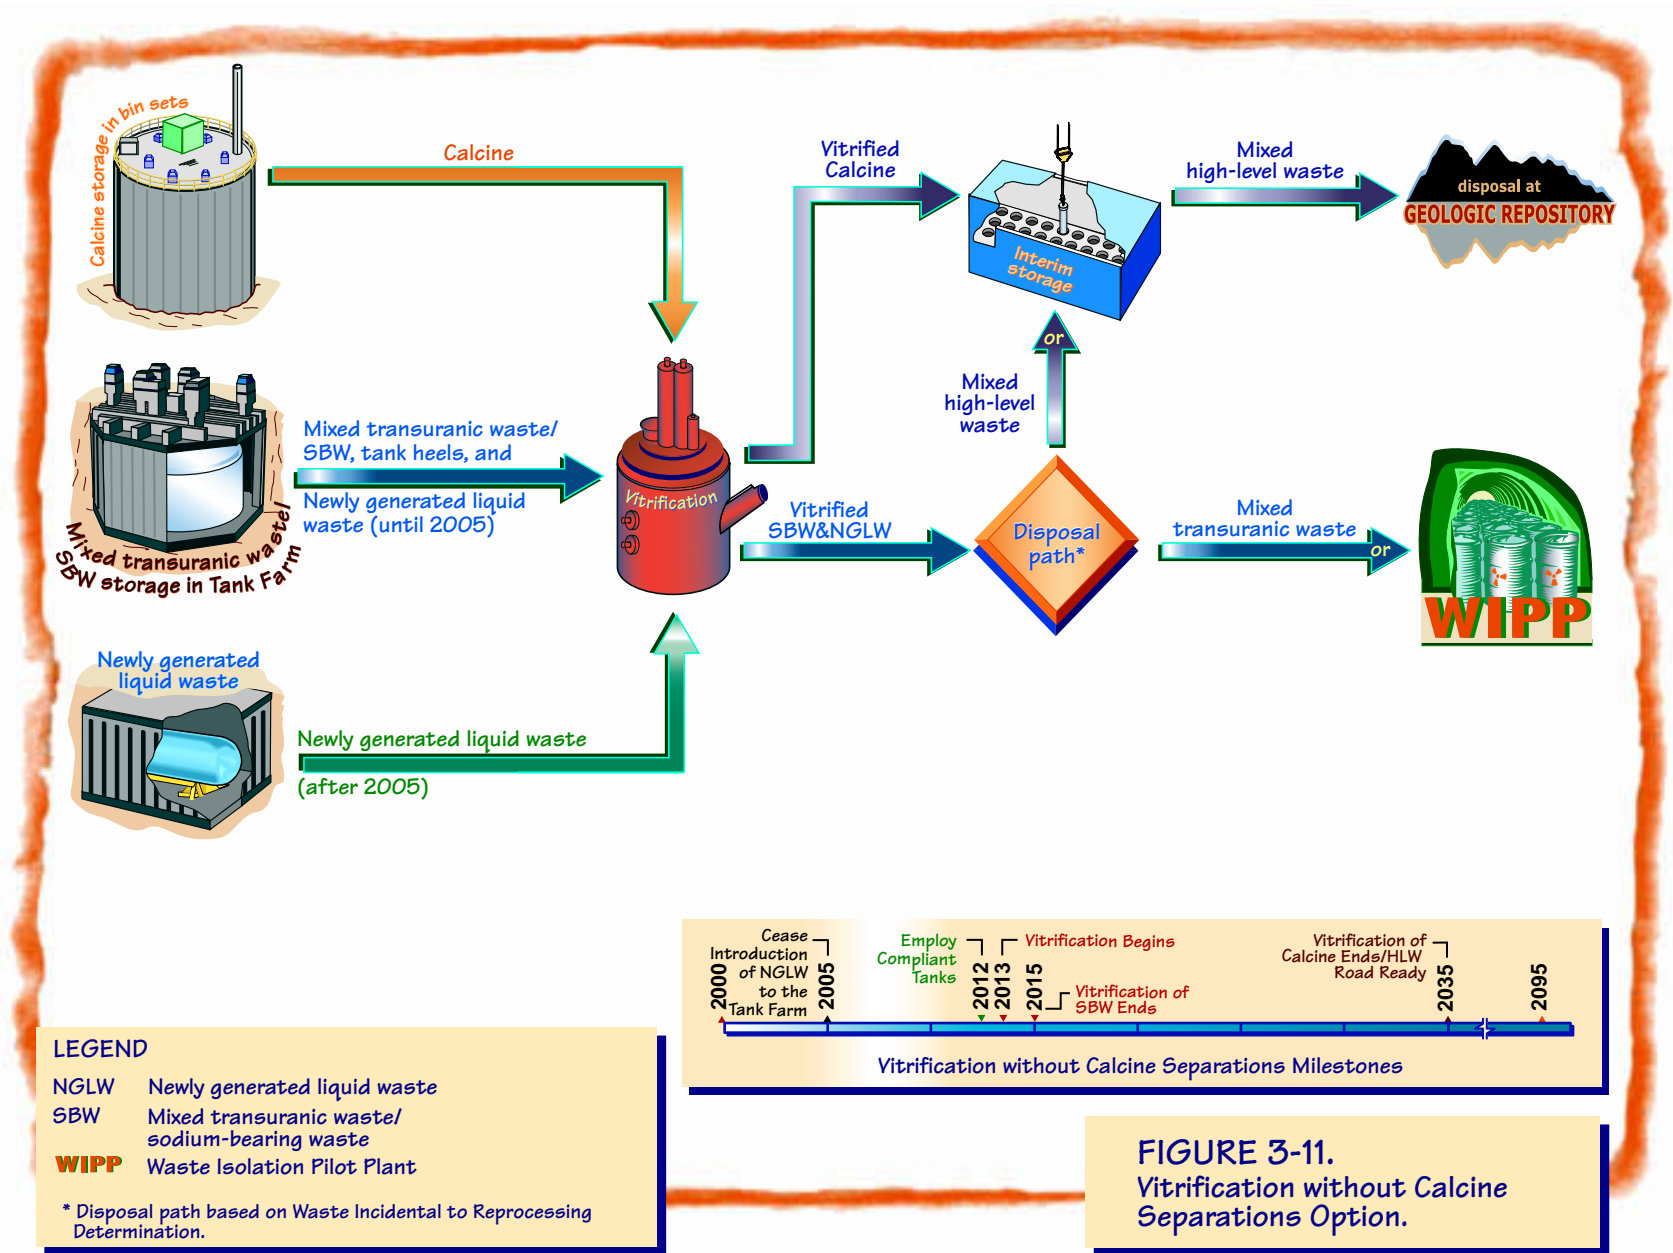 Calcine storage in bin sets
Calcine
Vitrified
Calcine
Interim
storage
Mixed
high-level waste
disposal at
GEOLOGIC REPOSITORY
or
Mixed
high-level
waste
Mixed transuranic waste/
SBW storage in Tank Farm
Mixed transuranic waste/
SBW, tank heels, and
Newly generated liquid
waste (until 2005)
Vitrification
Vitrified
SBW&NGLW
Disposal
path*
Mixed
transuranic waste
or
WIPP
Newly generated
liquid waste
Newly generated liquid waste
(after 2005)
Cease
Introduction
of NGLW
to the
Tank Farm
Employ
Compliant
Tanks
Vitrification Begins
Vitrification of
SBW Ends
Vitrification of
Calcine Ends/HLW
Road Ready
2000
2005
2012
2013
2015
2035
2095
Vitrification without Calcine Separations Milestones
LEGEND
NGLW Newly generated liquid waste
SBW Mixed transuranic waste/
sodium-bearing waste
WIPP Waste Isolation Pilot Plant
* Disposal path based on Waste Incidental to Reprocessing
Determination.
FIGURE 3-11.
Vitrification without Calcine
Separations Option.